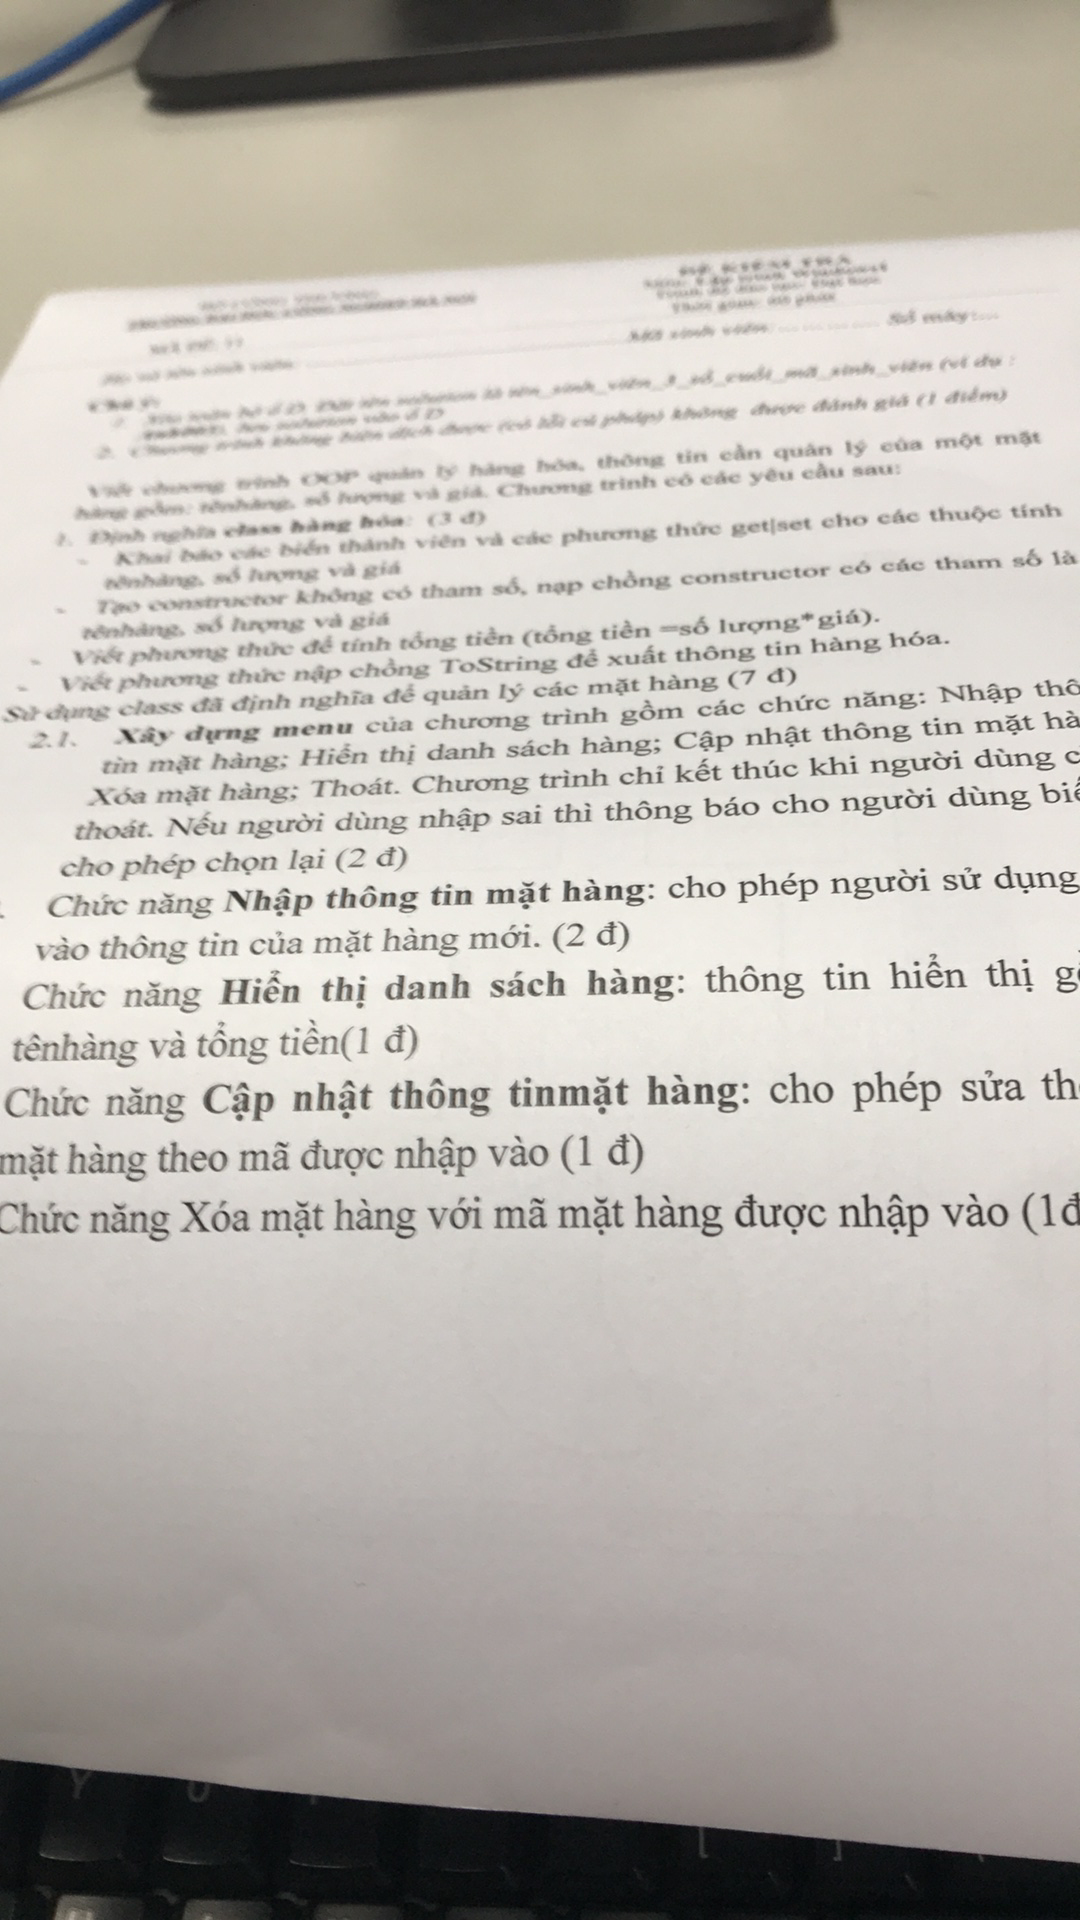 ĐỀ KIỂM TRA
Mã sinh viên: Số máy:...
Chú ý:
sinh_viên_3_số_cuối_mã_sinh_viên (ví dụ :
lưu solution vào ổ D
2. Chương trình không biên dịch được (có lỗi cú pháp) không được đánh giá (1 điểm)
Viết chương trình OOP quản lý hàng hóa, thông tin cần quản lý của một mặt
hàng gồm: tênhàng, số lượng và giá. Chương trình có các yêu cầu sau:
1. Định nghĩa class hàng hóa: (3 đ)
- Khai báo các biến thành viên và các phương thức get|set cho các thuộc tính
tênhàng, số lượng và giá
- Tạo constructor không có tham số, nạp chồng constructor có các tham số là
tênhàng, số lượng và giá
- Viết phương thức để tính tổng tiền (tổng tiền =số lượng*giá).
- Viết phương thức nập chồng ToString để xuất thông tin hàng hóa.
Sử dụng class đã định nghĩa để quản lý các mặt hàng (7 đ)
2.1. Xây dựng menu của chương trình gồm các chức năng: Nhập thô
tin mặt hàng; Hiển thị danh sách hàng; Cập nhật thông tin mặt hà
Xóa mặt hàng; Thoát. Chương trình chỉ kết thúc khi người dùng c
thoát. Nếu người dùng nhập sai thì thông báo cho người dùng biế
cho phép chọn lại (2 đ)
Chức năng Nhập thông tin mặt hàng: cho phép người sử dụng
vào thông tin của mặt hàng mới. (2 đ)
Chức năng Hiển thị danh sách hàng: thông tin hiển thị gồ
tênhàng và tổng tiền(1 đ)
Chức năng Cập nhật thông tinmặt hàng: cho phép sửa th
mặt hàng theo mã được nhập vào (1 đ)
Chức năng Xóa mặt hàng với mã mặt hàng được nhập vào (1đ